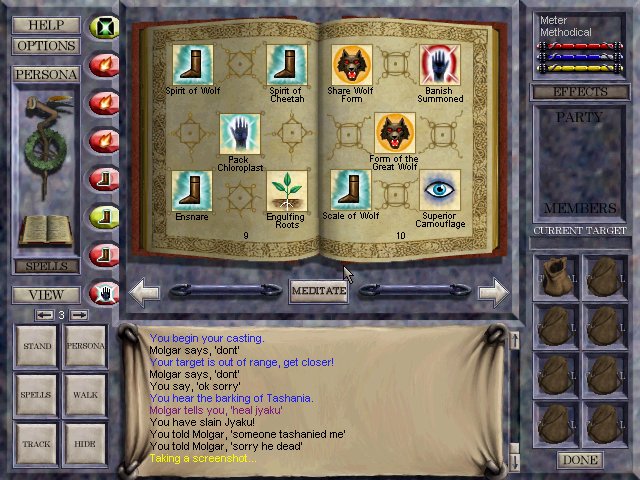 HELP
OPTIONS
PERSONA
SPELLS
VIEW
3
STAND
PERSONA
SPELLS
WALK
TRACK
HIDE
Spirit of Wolf
Spirit of
Cheetah
Share Wolf
Form
Banish
Summoned
Pack
Chloroplast
Form of the
Great Wolf
Ensnare
Engulfing
Roots
Scale of Wolf
Superior
Camouflage
9
10
MEDITATE
You begin your casting.
Molgar says, 'dont'
Your target is out of range, get closer!
Molgar says, 'dont'
You say, 'ok sorry'
You hear the barking of Tashania.
Molgar tells you, 'heal jyaku'
You have slain Jyaku!
You told Molgar, 'someone tashanied me'
You told Molgar, 'sorry he dead'
Taking a screenshot...
Meter
Methodical
EFFECTS
PARTY
MEMBERS
CURRENT TARGET
DONE